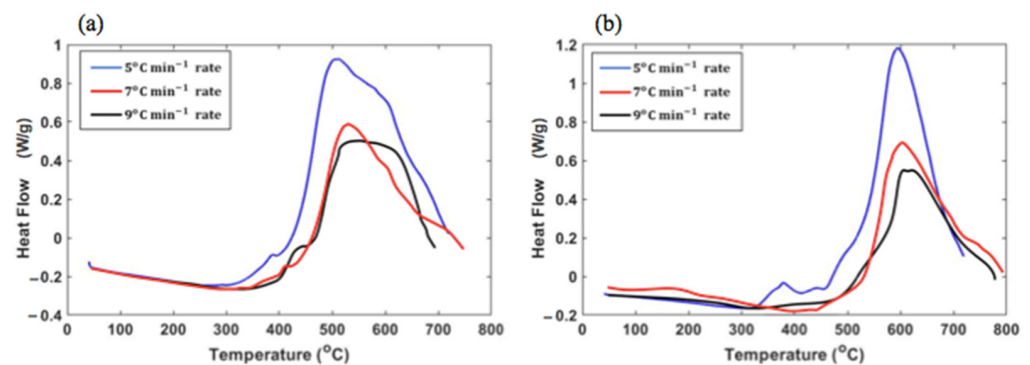 (a)
1
0.8
0.6
0.4
0.2
0
−0.2
−0.4
Heat Flow (W/g)
5°C min⁻¹ rate
7°C min⁻¹ rate
9°C min⁻¹ rate
0 100 200 300 400 500 600 700 800
Temperature (°C)
(b)
1.2
1
0.8
0.6
0.4
0.2
0
−0.2
Heat Flow (W/g)
5°C min⁻¹ rate
7°C min⁻¹ rate
9°C min⁻¹ rate
0 100 200 300 400 500 600 700 800
Temperature (°C)